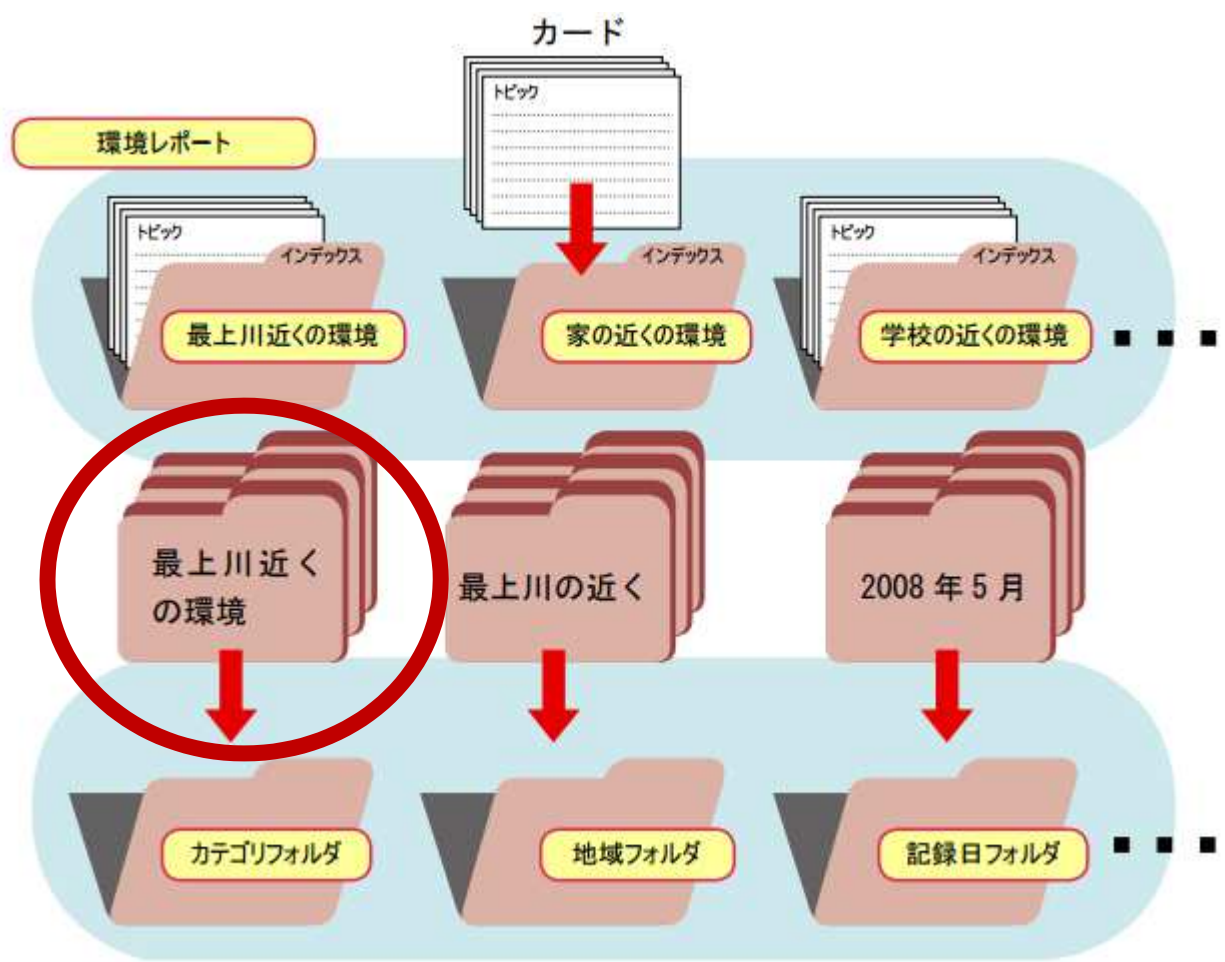 カード
トピック
環境レポート
トピック
インデックス
インデックス
トピック
インデックス
最上川近くの環境
家の近くの環境
学校の近くの環境
最上川近く
の環境
最上川の近く
2008年5月
カテゴリフォルダ
地域フォルダ
記録日フォルダ